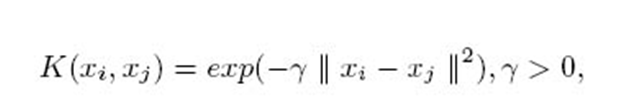 K(x_i, x_j) = exp(−γ ‖ x_i − x_j ‖²), γ > 0,